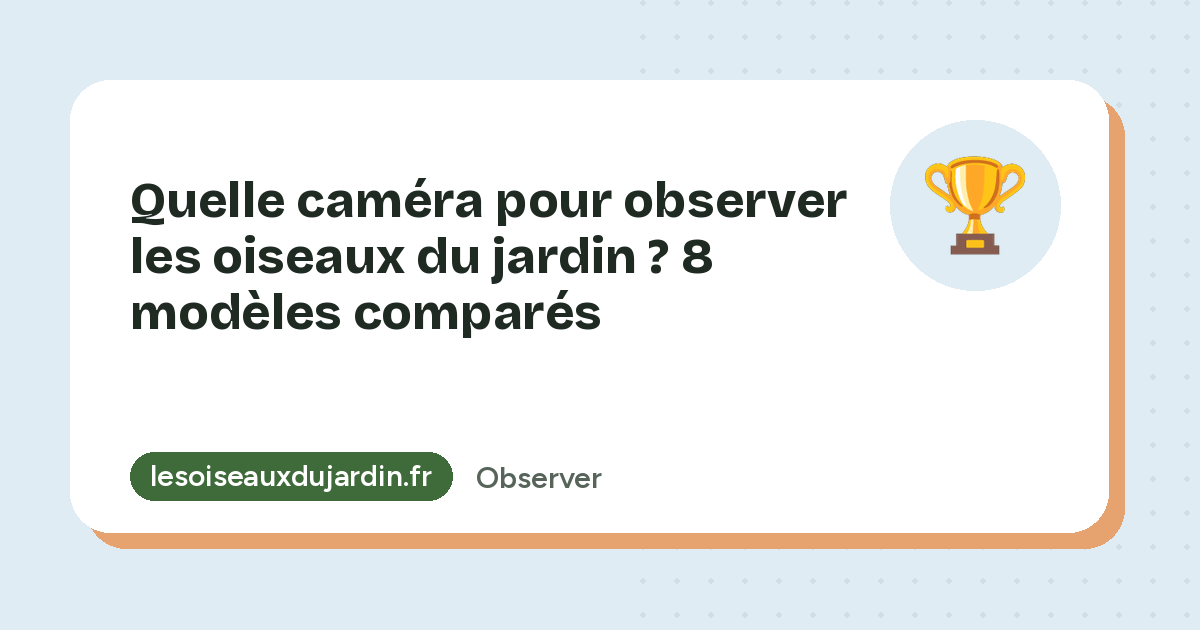 Quelle caméra pour observer
les oiseaux du jardin ? 8
modèles comparés
lesoiseauxdujardin.fr
Observer